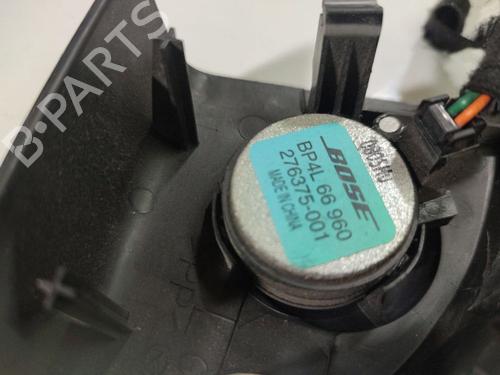 B-PARTS
BOSE
BP4L 66 960
276375-001
MADE IN CHINA